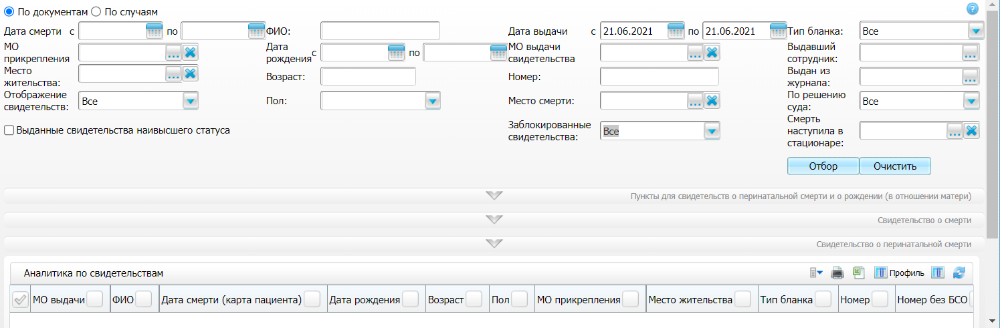 По документам По случаям
Дата смерти с по ФИО: Дата выдачи с 21.06.2021 по 21.06.2021 Тип бланка: Все
МО прикрепления ... Дата рождения с по МО выдачи свидетельства ... Выдавший сотрудник: ...
Место жительства: ... Возраст: Номер: Выдан из журнала: ...
Отображение свидетельств: Все Пол: Место смерти: ... По решению суда: Все
Выданные свидетельства наивысшего статуса Заблокированные свидетельства: Все Смерть наступила в стационаре: ...
Отбор Очистить
Пункты для свидетельств о перинатальной смерти и о рождении (в отношении матери)
Свидетельство о смерти
Свидетельство о перинатальной смерти
Аналитика по свидетельствам Профиль
МО выдачи ФИО Дата смерти (карта пациента) Дата рождения Возраст Пол МО прикрепления Место жительства Тип бланка Номер Номер без БСО